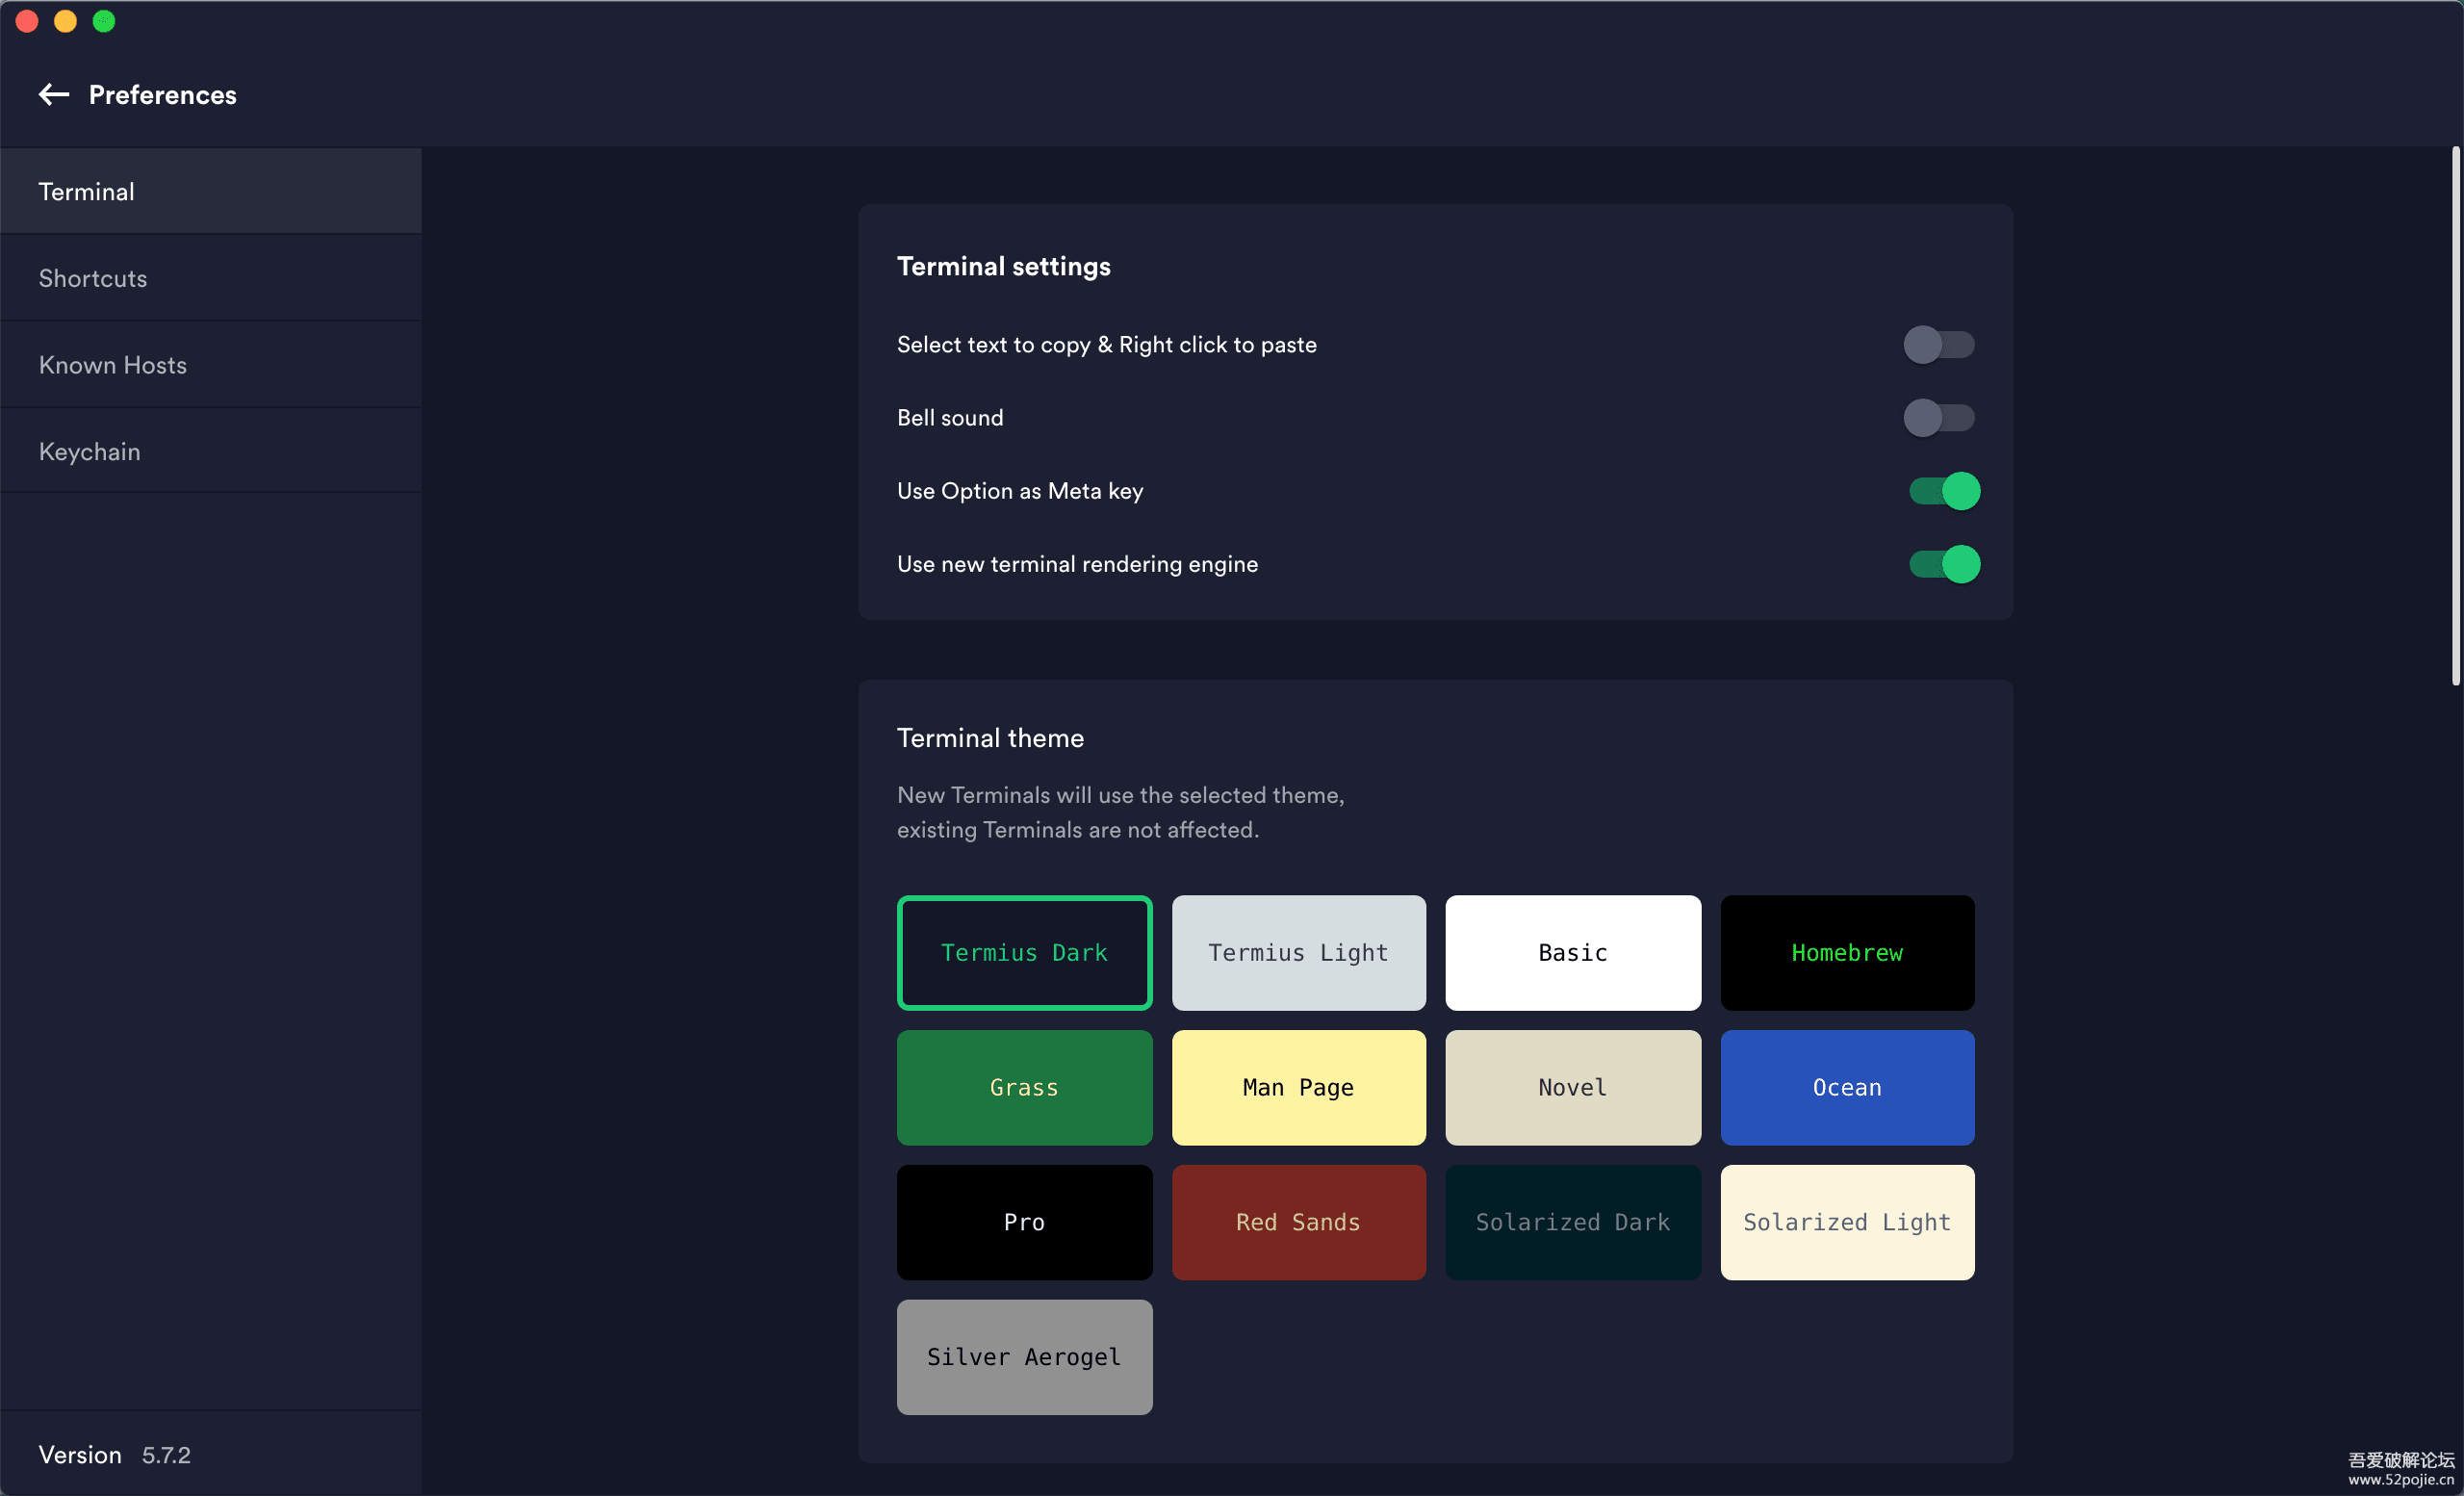 Preferences
Terminal
Shortcuts
Known Hosts
Keychain
Version 5.7.2
Terminal settings
Select text to copy & Right click to paste
Bell sound
Use Option as Meta key
Use new terminal rendering engine
Terminal theme
New Terminals will use the selected theme,
existing Terminals are not affected.
Termius Dark
Termius Light
Basic
Homebrew
Grass
Man Page
Novel
Ocean
Pro
Red Sands
Solarized Dark
Solarized Light
Silver Aerogel
吾爱破解论坛
www.52pojie.cn